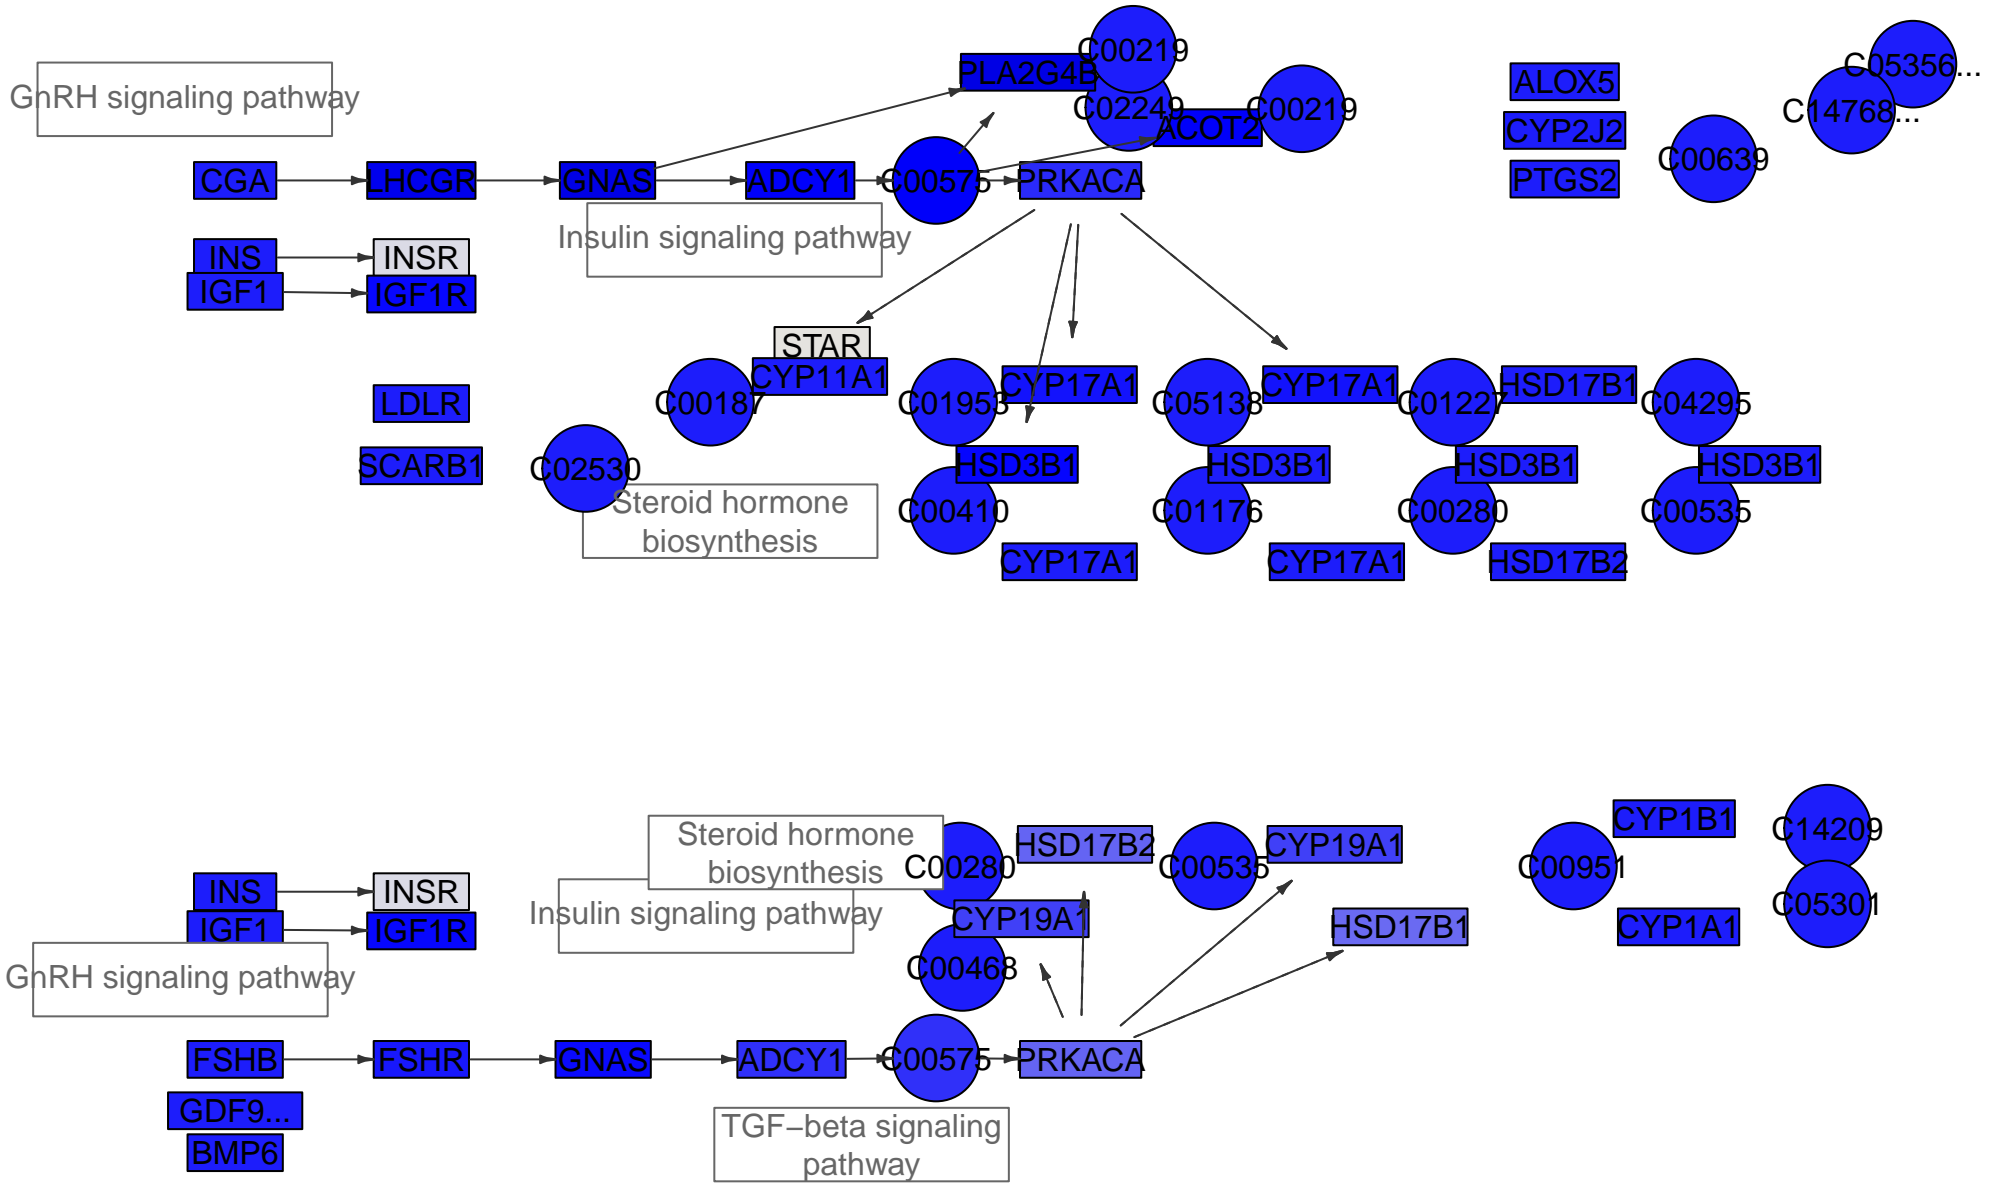 C00219
C05356...
PLA2G4B
ALOX5
GnRH signaling pathway
C02249
C00219
C14768...
ACOT2
CYP2J2
C00639
CGA
LHCGR
GNAS
ADCY1
C00575
PRKACA
PTGS2
Insulin signaling pathway
INS
INSR
IGF1
IGF1R
STAR
CYP11A1
CYP17A1
CYP17A1
HSD17B1
LDLR
C00187
C01953
C05138
C01227
C04295
SCARB1
C02530
HSD3B1
HSD3B1
HSD3B1
HSD3B1
Steroid hormone
biosynthesis
C00410
C01176
C00280
C00535
CYP17A1
CYP17A1
HSD17B2
CYP1B1
C14209
Steroid hormone
biosynthesis
C00280
HSD17B2
C00535
CYP19A1
C00951
INS
INSR
C05301
Insulin signaling pathway
CYP19A1
HSD17B1
CYP1A1
IGF1
IGF1R
GnRH signaling pathway
C00468
FSHB
FSHR
GNAS
ADCY1
C00575
PRKACA
GDF9...
TGF−beta signaling
pathway
BMP6